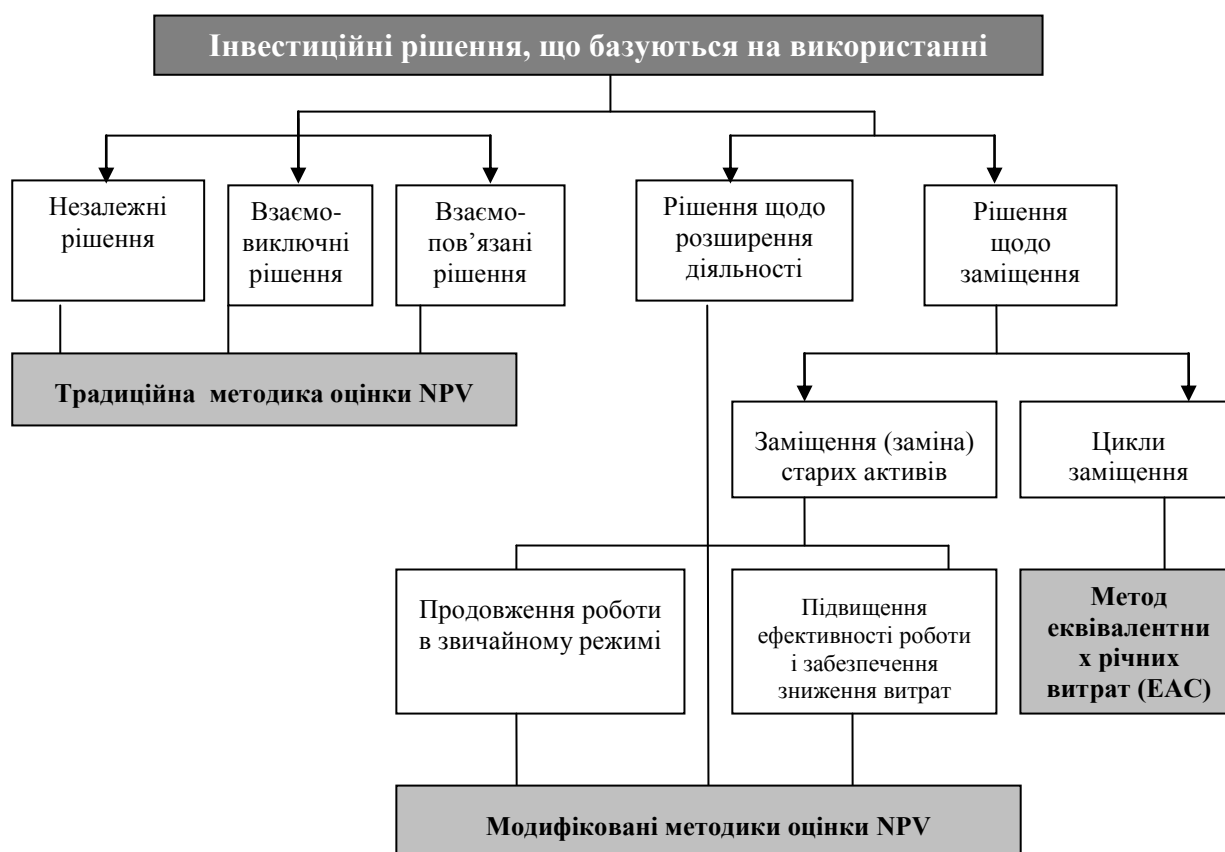 Інвестиційні рішення, що базуються на використанні
Незалежні
рішення
Взаємо-
виключні
рішення
Взаємо-
пов’язані
рішення
Рішення щодо
розширення
діяльності
Рішення
щодо
заміщення
Традиційна методика оцінки NPV
Заміщення (заміна)
старих активів
Цикли
заміщення
Продовження роботи
в звичайному режимі
Підвищення
ефективності роботи
і забезпечення
зниження витрат
Метод
еквівалентни
х річних
витрат (ЕАС)
Модифіковані методики оцінки NPV